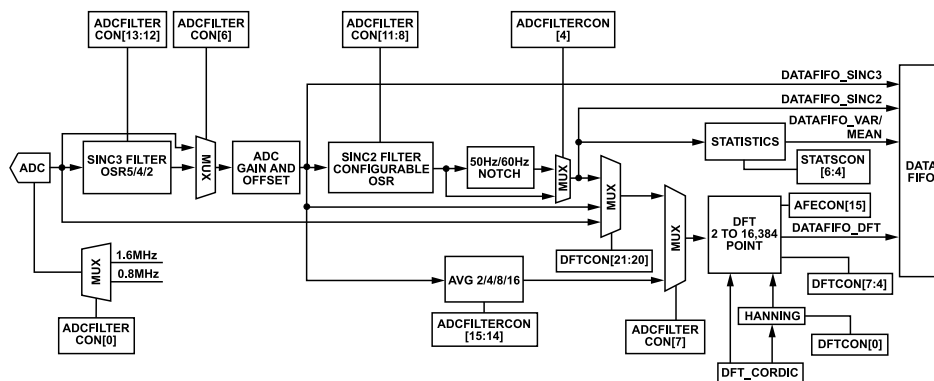 ADCFILTER
CON[13:12]
ADCFILTER
CON[6]
ADCFILTER
CON[11:8]
ADCFILTERCON
[4]
DATAFIFO_SINC3
DATAFIFO_SINC2
DATAFIFO_VAR/
MEAN
ADC
SINC3 FILTER
OSR5/4/2
MUX
ADC
GAIN AND
OFFSET
SINC2 FILTER
CONFIGURABLE
OSR
50Hz/60Hz
NOTCH
MUX
STATISTICS
STATSCON
[6:4]
DATA
FIFO
MUX
MUX
DFT
2 TO 16,384
POINT
AFECON[15]
DATAFIFO_DFT
DFTCON[21:20]
DFTCON[7:4]
MUX
1.6MHz
0.8MHz
AVG 2/4/8/16
ADCFILTER
CON[0]
ADCFILTERCON
[15:14]
ADCFILTER
CON[7]
HANNING
DFTCON[0]
DFT_CORDIC